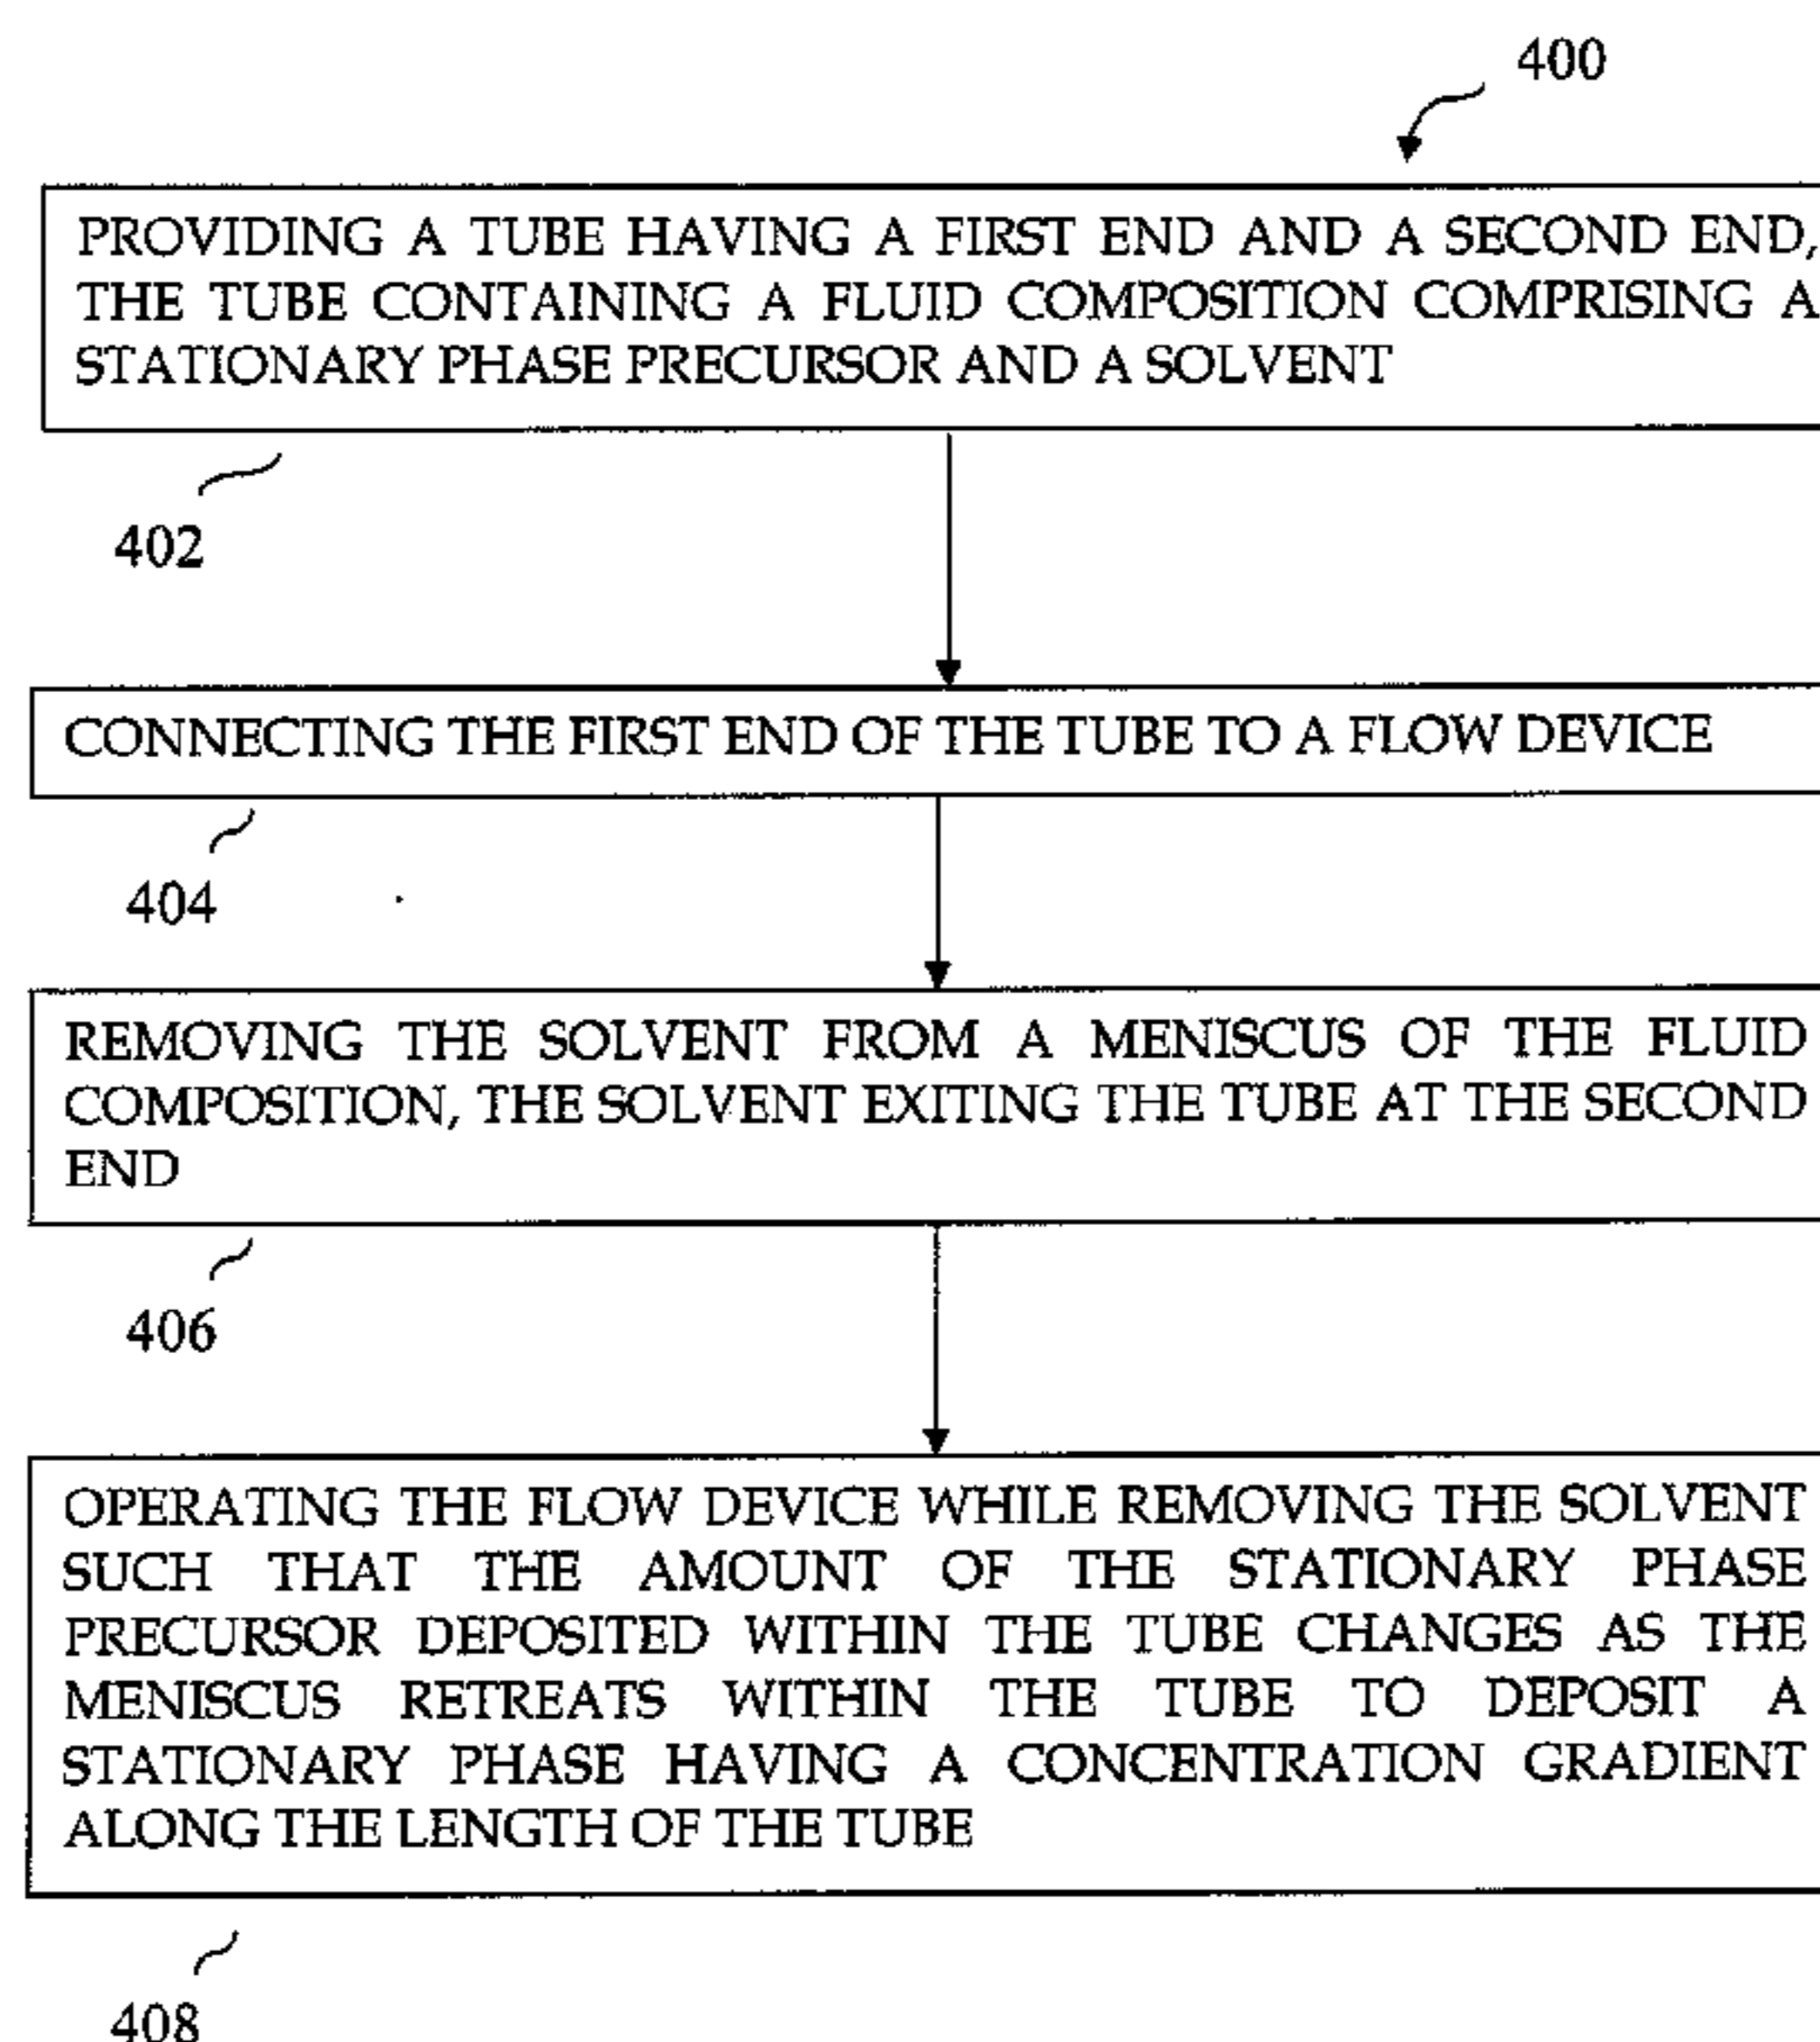 400
PROVIDING A TUBE HAVING A FIRST END AND A SECOND END,
THE TUBE CONTAINING A FLUID COMPOSITION COMPRISING A
STATIONARY PHASE PRECURSOR AND A SOLVENT
402
CONNECTING THE FIRST END OF THE TUBE TO A FLOW DEVICE
404
REMOVING THE SOLVENT FROM A MENISCUS OF THE FLUID
COMPOSITION, THE SOLVENT EXITING THE TUBE AT THE SECOND
END
406
OPERATING THE FLOW DEVICE WHILE REMOVING THE SOLVENT
SUCH THAT THE AMOUNT OF THE STATIONARY PHASE
PRECURSOR DEPOSITED WITHIN THE TUBE CHANGES AS THE
MENISCUS RETREATS WITHIN THE TUBE TO DEPOSIT A
STATIONARY PHASE HAVING A CONCENTRATION GRADIENT
ALONG THE LENGTH OF THE TUBE
408